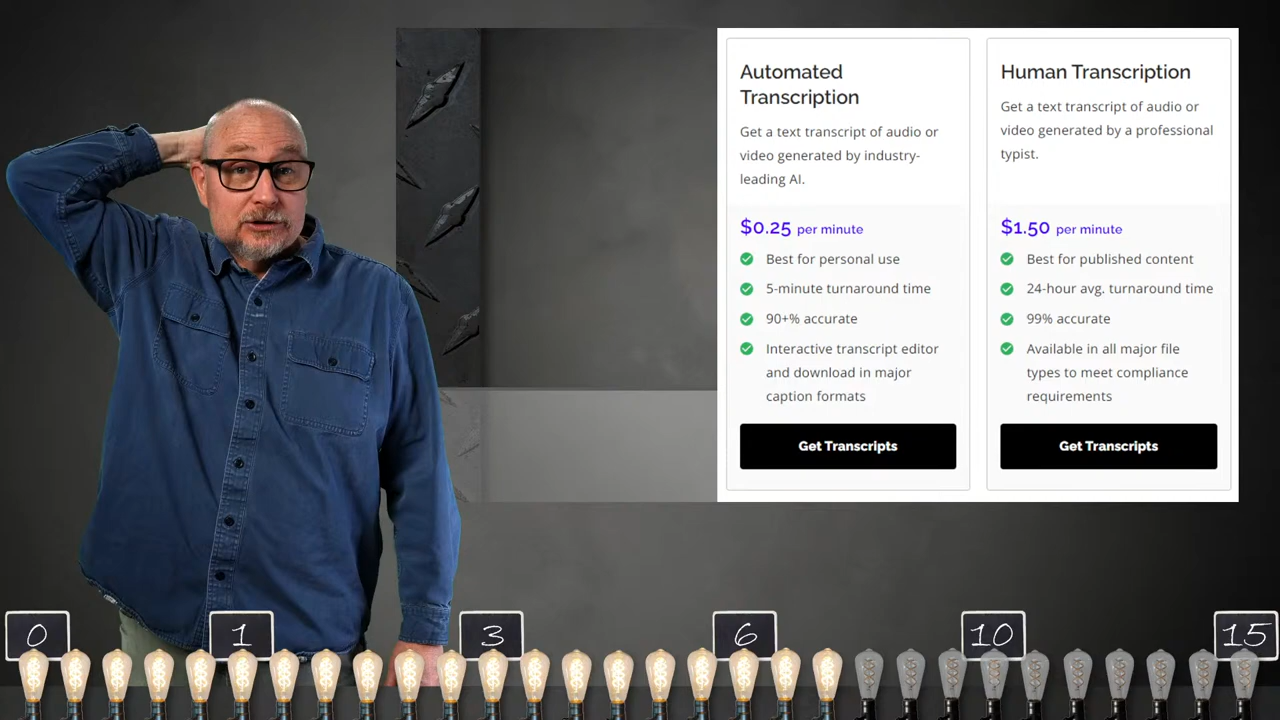 Automated
Transcription
Get a text transcript of audio or
video generated by industry-
leading AI.
$0.25 per minute
Best for personal use
5-minute turnaround time
90+% accurate
Interactive transcript editor
and download in major
caption formats
Get Transcripts
Human Transcription
Get a text transcript of audio or
video generated by a professional
typist.
$1.50 per minute
Best for published content
24-hour avg. turnaround time
99% accurate
Available in all major file
types to meet compliance
requirements
Get Transcripts
0
1
3
6
10
15